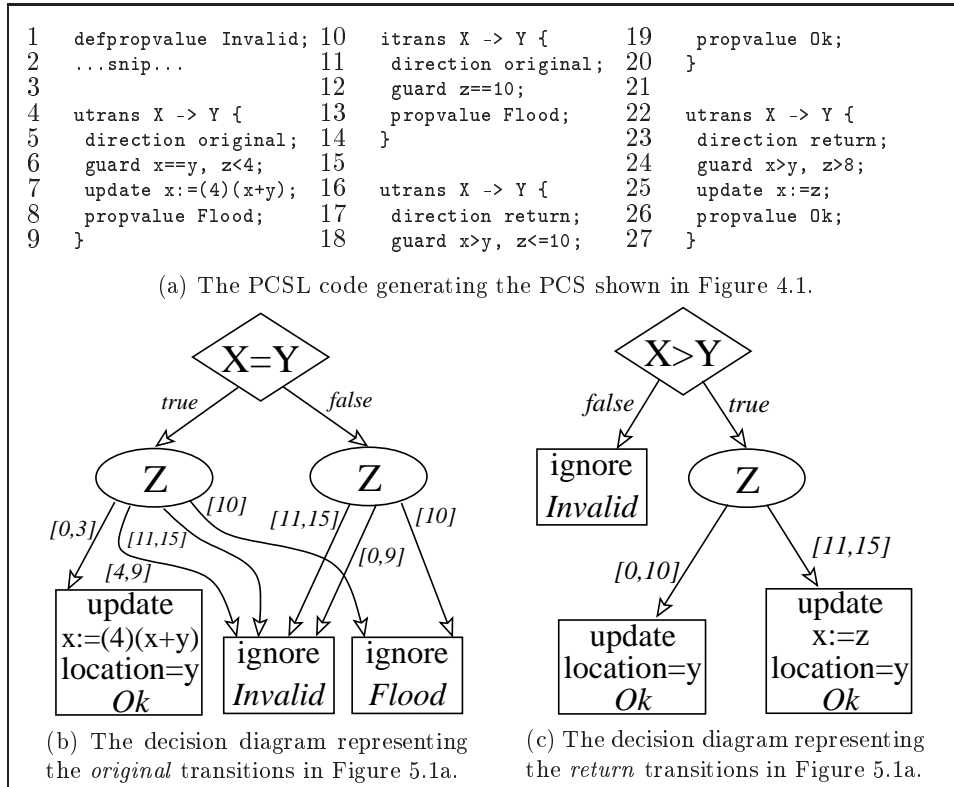 1 defpropvalue Invalid;
2 ...snip...
3
4 utrans X -> Y {
5 direction original;
6 guard x==y, z<4;
7 update x:=(4)(x+y);
8 propvalue Flood;
9 }
10 itrans X -> Y {
11 direction original;
12 guard z==10;
13 propvalue Flood;
14 }
15
16 utrans X -> Y {
17 direction return;
18 guard x>y, z<=10;
19 propvalue Ok;
20 }
21
22 utrans X -> Y {
23 direction return;
24 guard x>y, z>8;
25 update x:=z;
26 propvalue Ok;
27 }
(a) The PCSL code generating the PCS shown in Figure 4.1.
X=Y
true
false
Z
Z
[0,3]
[11,15]
[4,9]
[10]
[11,15]
[0,9]
[10]
update
x:=(4)(x+y)
location=y
Ok
ignore
Invalid
ignore
Flood
(b) The decision diagram representing
the original transitions in Figure 5.1a.
X>Y
false
true
ignore
Invalid
Z
[0,10]
[11,15]
update
location=y
Ok
update
x:=z
location=y
Ok
(c) The decision diagram representing
the return transitions in Figure 5.1a.